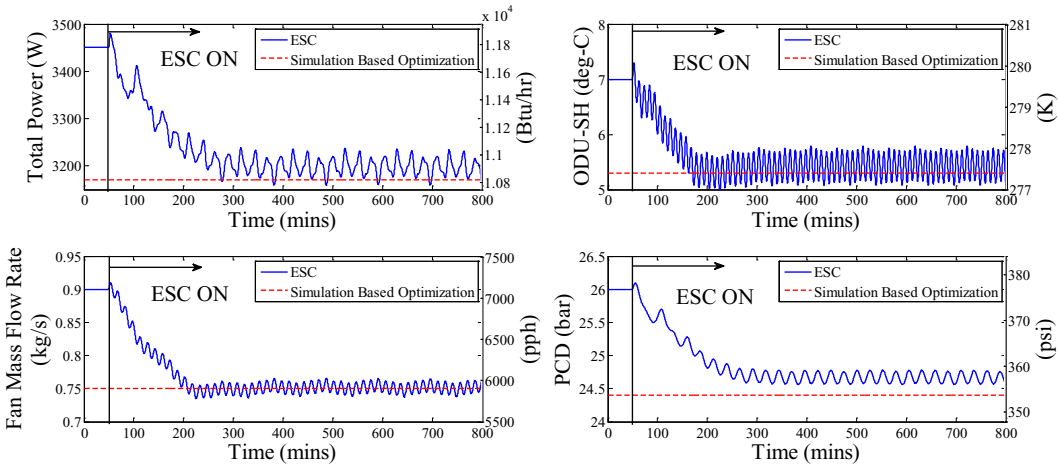 3500
3400
3300
3200
Total Power (W)
x 10^4
1.18
1.16
1.14
1.12
1.1
1.08
(Btu/hr)
ESC ON
ESC
Simulation Based Optimization
0 100 200 300 400 500 600 700 800
Time (mins)
8
7
6
5
ODU-SH (deg-C)
281
280
279
278
277
(K)
ESC ON
ESC
Simulation Based Optimization
0 100 200 300 400 500 600 700 800
Time (mins)
0.95
0.9
0.85
0.8
0.75
0.7
Fan Mass Flow Rate
(kg/s)
7500
7000
6500
6000
5500
(pph)
ESC ON
ESC
Simulation Based Optimization
0 100 200 300 400 500 600 700 800
Time (mins)
26.5
26
25.5
25
24.5
24
PCD (bar)
380
370
360
350
(psi)
ESC ON
ESC
Simulation Based Optimization
0 100 200 300 400 500 600 700 800
Time (mins)